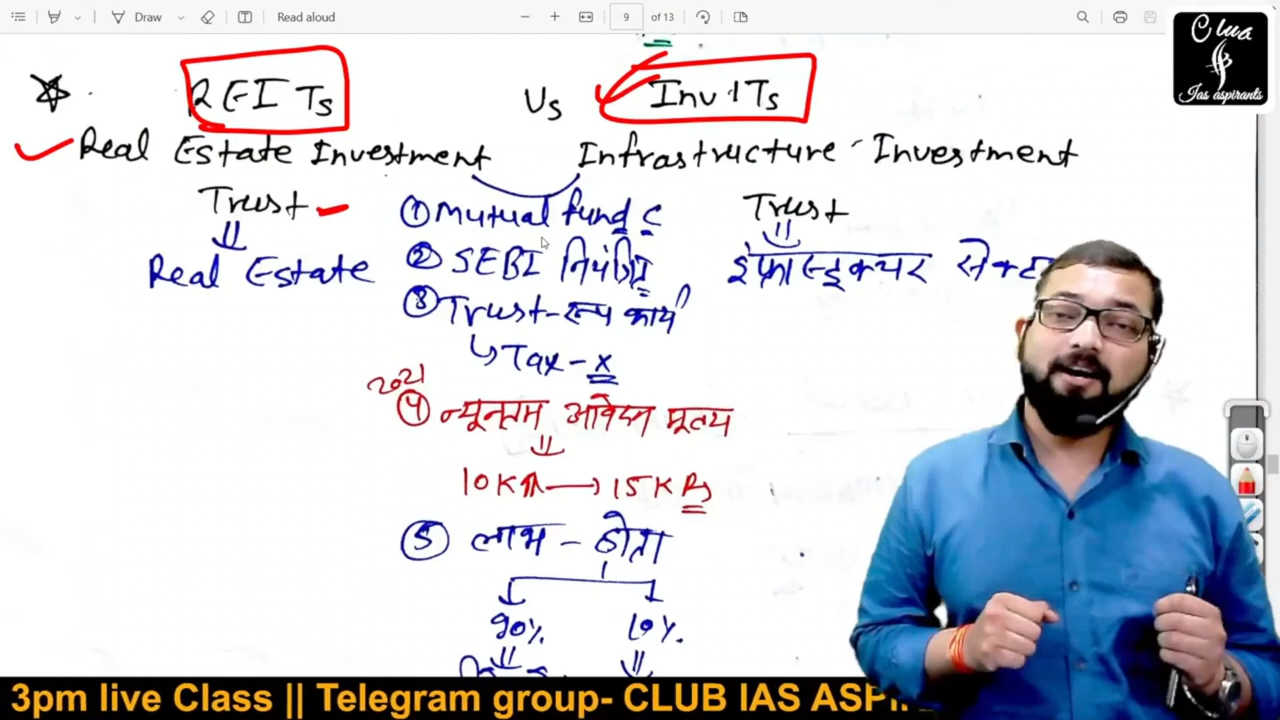 Draw
Read aloud
9 of 13
Club
Ias aspirants
REITs Vs InvITs
Real Estate Investment Trust
Infrastructure Investment Trust
Real Estate
① Mutual fund
② SEBI
③ Trust - रूप कार्य
Tax - x
2021
④ न्यूनतम आवेदन मूल्य
10K → 15K Rs
⑤ लाभ - होता
90% 10%
3pm live Class || Telegram group- CLUB IAS ASPI